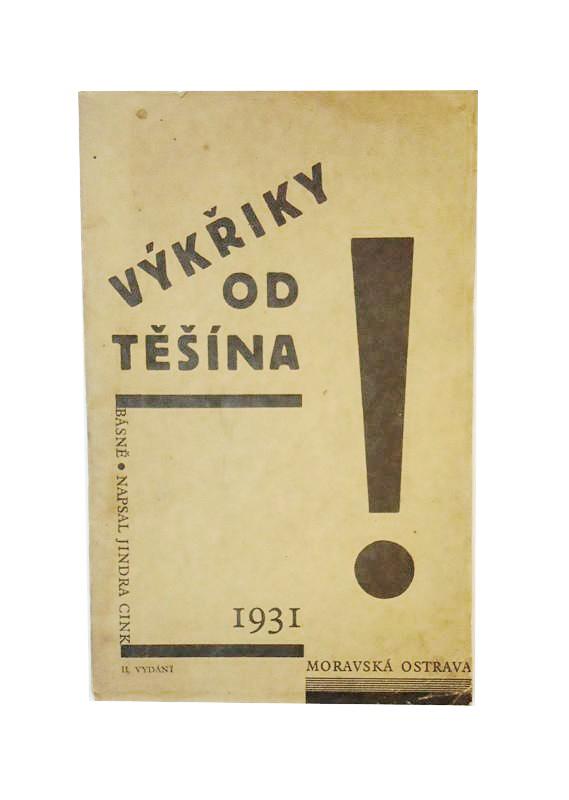 VÝKŘIKY
OD
TĚŠÍNA
!
BÁSNĚ • NAPSAL JINDRA CINK
1931
II. VYDÁNÍ
MORAVSKÁ OSTRAVA